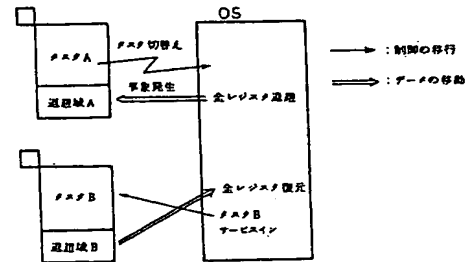 OS
タスクA
タスク切替え
事象発生
退避域A
全レジスタ退避
：制御の移行
：データの移動
タスクB
退避域B
全レジスタ復元
タスクB
サービスイン